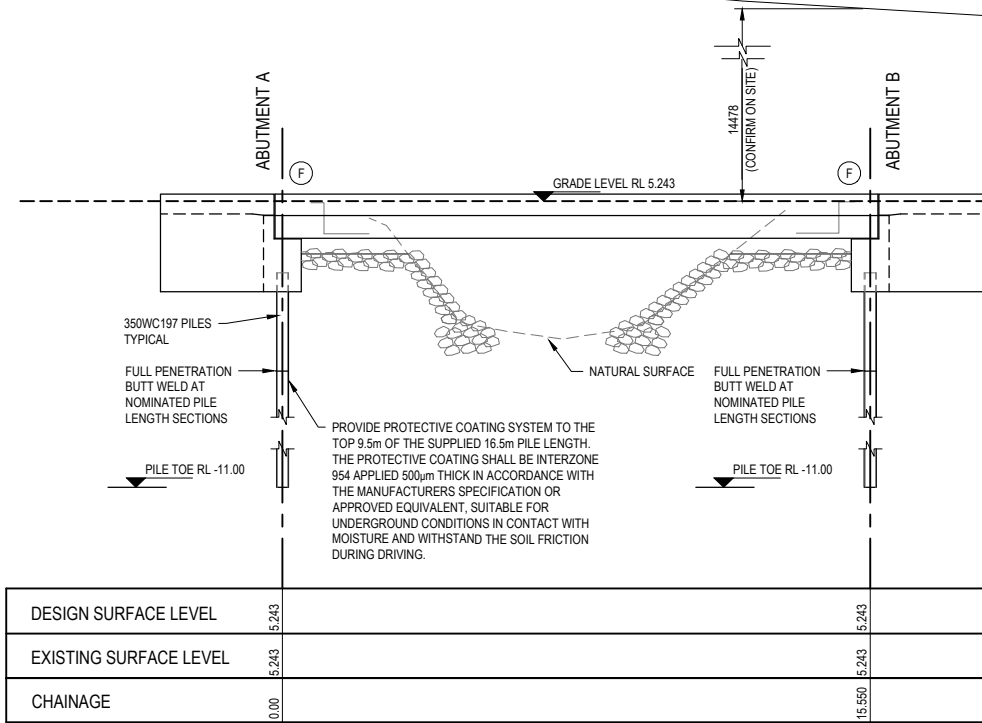 14478
(CONFIRM ON SITE)
ABUTMENT A
ABUTMENT B
F
F
GRADE LEVEL RL 5.243
350WC197 PILES
TYPICAL
FULL PENETRATION
BUTT WELD AT
NOMINATED PILE
LENGTH SECTIONS
NATURAL SURFACE
FULL PENETRATION
BUTT WELD AT
NOMINATED PILE
LENGTH SECTIONS
PROVIDE PROTECTIVE COATING SYSTEM TO THE
TOP 9.5m OF THE SUPPLIED 16.5m PILE LENGTH.
THE PROTECTIVE COATING SHALL BE INTERZONE
954 APPLIED 500µm THICK IN ACCORDANCE WITH
THE MANUFACTURERS SPECIFICATION OR
APPROVED EQUIVALENT, SUITABLE FOR
UNDERGROUND CONDITIONS IN CONTACT WITH
MOISTURE AND WITHSTAND THE SOIL FRICTION
DURING DRIVING.
PILE TOE RL -11.00
PILE TOE RL -11.00
DESIGN SURFACE LEVEL 5.243 5.243
EXISTING SURFACE LEVEL 5.243 5.243
CHAINAGE 0.00 15.550